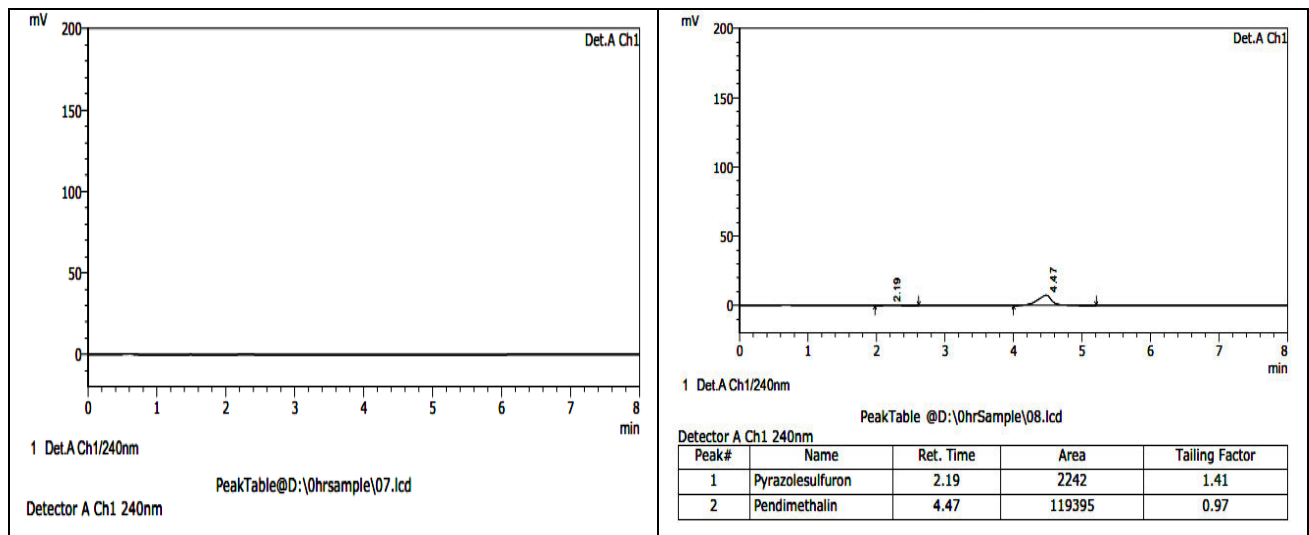 mV
200
Det.A Ch1
150
100
50
0
0 1 2 3 4 5 6 7 8
min
1 Det.A Ch1/240nm
PeakTable@D:\0hrsample\07.lcd
Detector A Ch1 240nm
mV
200
Det.A Ch1
150
100
50
2.19
4.47
0
0 1 2 3 4 5 6 7 8
min
1 Det.A Ch1/240nm
PeakTable @D:\0hrSample\08.lcd
Detector A Ch1 240nm
Peak# Name Ret. Time Area Tailing Factor
1 Pyrazolesulfuron 2.19 2242 1.41
2 Pendimethalin 4.47 119395 0.97